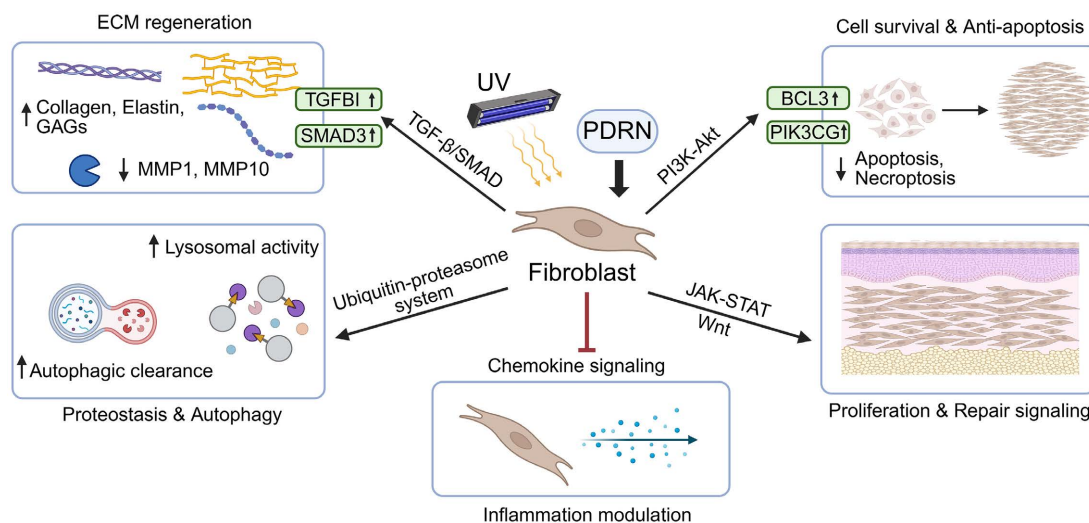 ECM regeneration
Collagen, Elastin,
GAGs
MMP1, MMP10
TGFBI
SMAD3
TGF-β/SMAD
UV
PDRN
Fibroblast
PI3K-Akt
Cell survival & Anti-apoptosis
BCL3
PIK3CG
Apoptosis,
Necroptosis
Lysosomal activity
Autophagic clearance
Proteostasis & Autophagy
Ubiquitin-proteasome
system
Chemokine signaling
Inflammation modulation
JAK-STAT
Wnt
Proliferation & Repair signaling